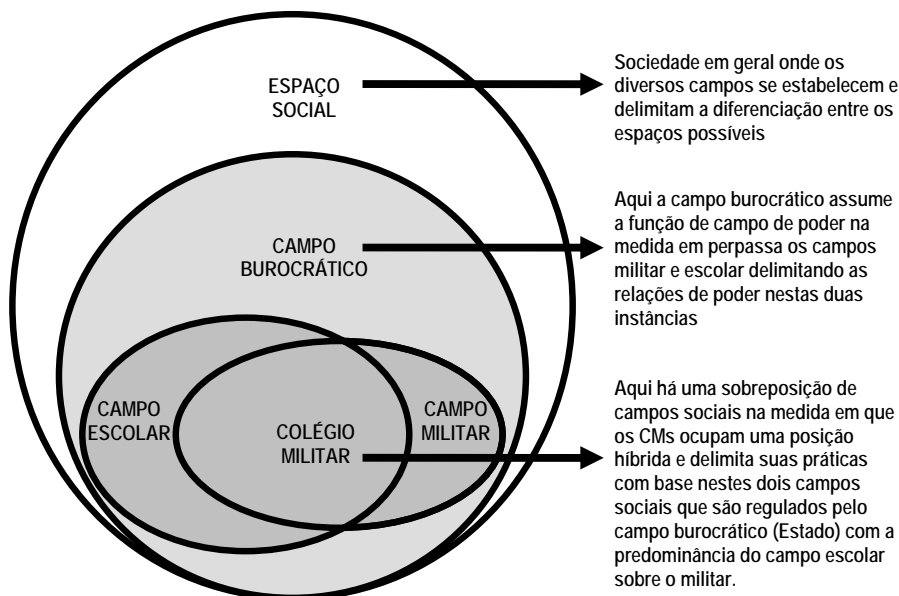 ESPAÇO
SOCIAL
Sociedade em geral onde os
diversos campos se estabelecem e
delimitam a diferenciação entre os
espaços possíveis
CAMPO
BUROCRÁTICO
Aqui a campo burocrático assume
a função de campo de poder na
medida em perpassa os campos
militar e escolar delimitando as
relações de poder nestas duas
instâncias
CAMPO
ESCOLAR
COLÉGIO
MILITAR
CAMPO
MILITAR
Aqui há uma sobreposição de
campos sociais na medida em que
os CMs ocupam uma posição
híbrida e delimita suas práticas
com base nestes dois campos
sociais que são regulados pelo
campo burocrático (Estado) com a
predominância do campo escolar
sobre o militar.